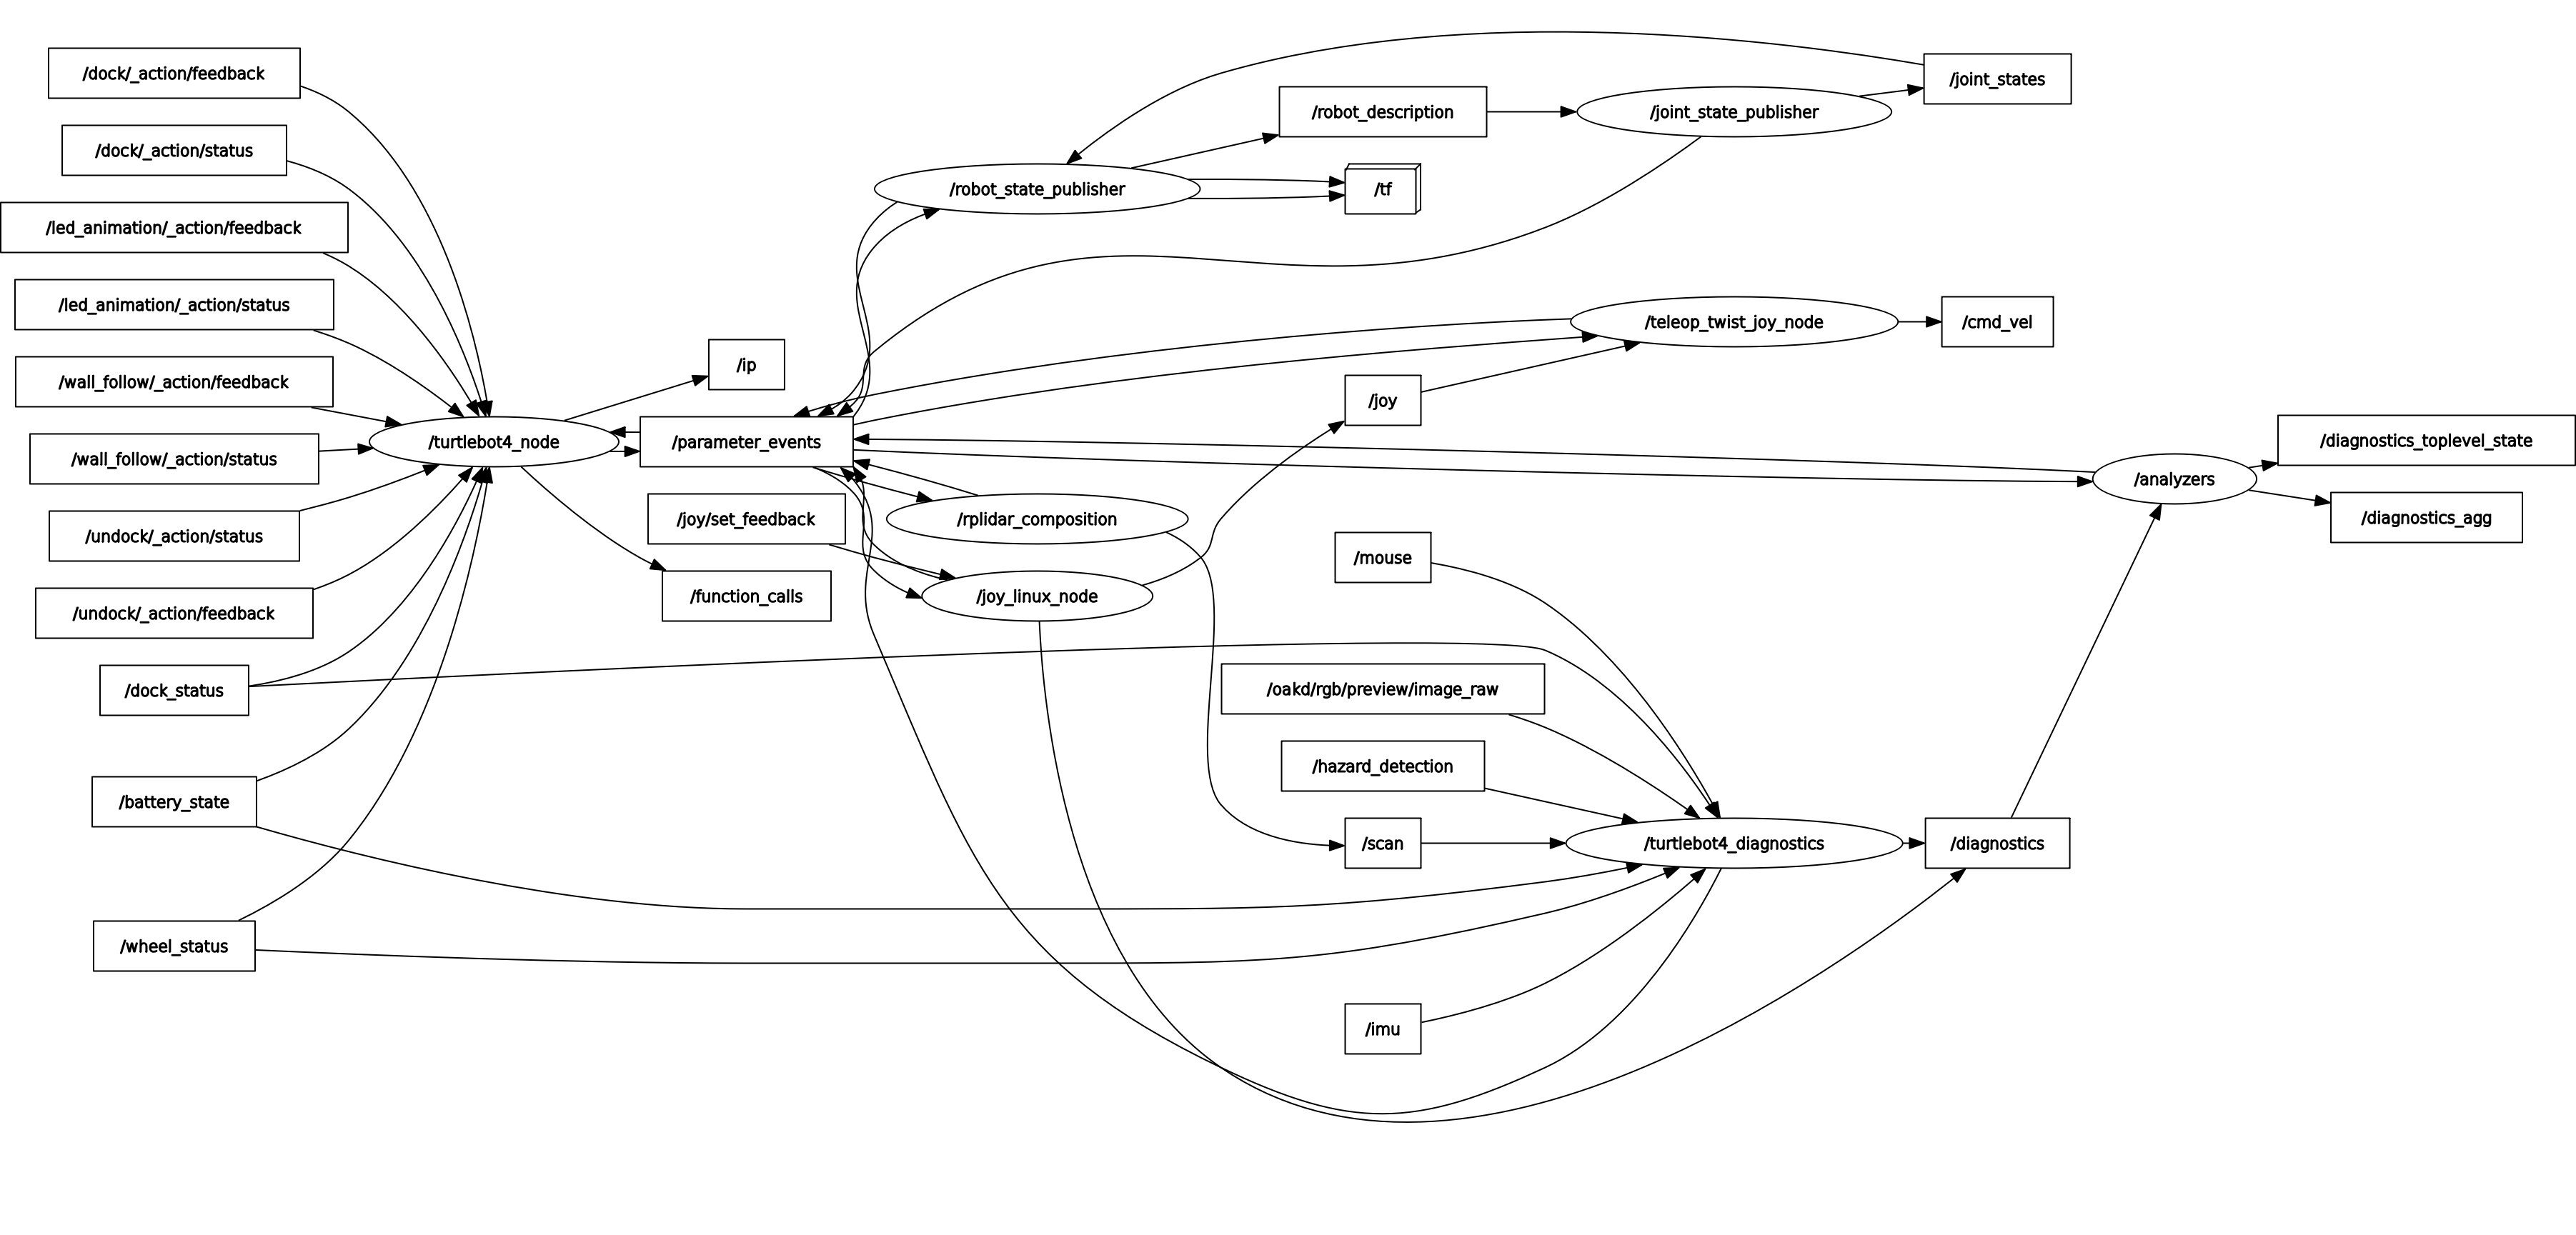 /dock/_action/feedback
/dock/_action/status
/led_animation/_action/feedback
/led_animation/_action/status
/wall_follow/_action/feedback
/wall_follow/_action/status
/undock/_action/status
/undock/_action/feedback
/dock_status
/battery_state
/wheel_status
/turtlebot4_node
/ip
/parameter_events
/joy/set_feedback
/function_calls
/robot_state_publisher
/rplidar_composition
/joy_linux_node
/robot_description
/tf
/joy
/mouse
/oakd/rgb/preview/image_raw
/hazard_detection
/scan
/imu
/joint_state_publisher
/teleop_twist_joy_node
/turtlebot4_diagnostics
/joint_states
/cmd_vel
/diagnostics
/analyzers
/diagnostics_toplevel_state
/diagnostics_agg